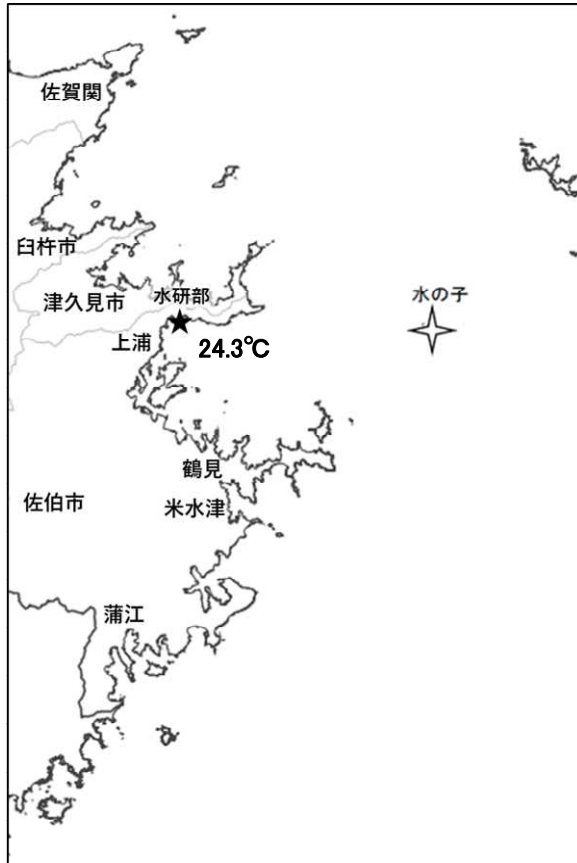 佐賀関
臼杵市
津久見市
水研部
水の子
上浦
24.3℃
鶴見
佐伯市
米水津
蒲江